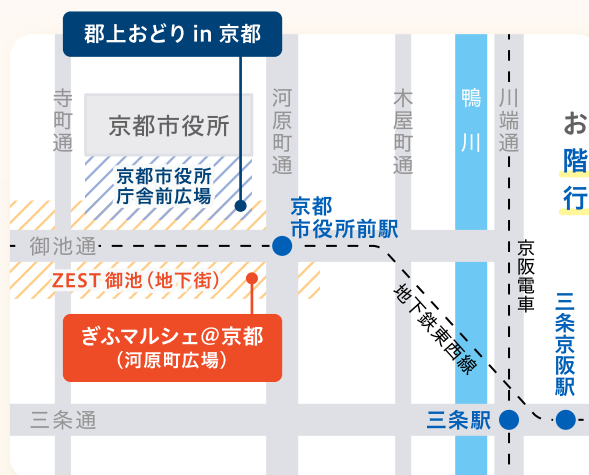 郡上おどり in 京都
寺町通
京都市役所
河原町通
木屋町通
鴨川
川端通
京都市役所
庁舎前広場
京都
市役所前駅
御池通
ZEST御池（地下街）
ぎふマルシェ@京都
（河原町広場）
地下鉄東西線
京阪電車
三条京阪駅
三条通
三条駅
お
階
行